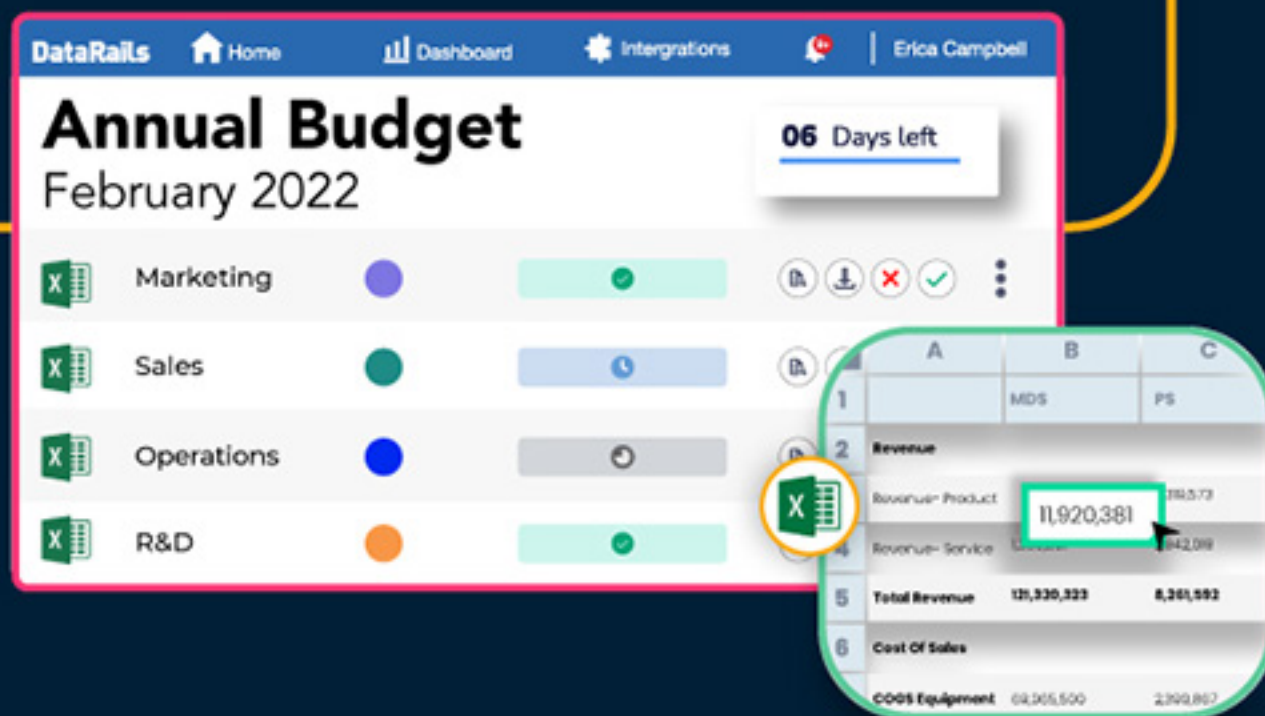 DataRails Home Dashboard Intergrations Erica Campbell
Annual Budget
February 2022
06 Days left
Marketing
Sales
Operations
R&D
A B C
1 MDS PS
2 Revenue
Revenue- Product 11,920,381
4 Revenue- Service
5 Total Revenue 121,330,323 8,261,592
6 Cost Of Sales
COGS Equipment